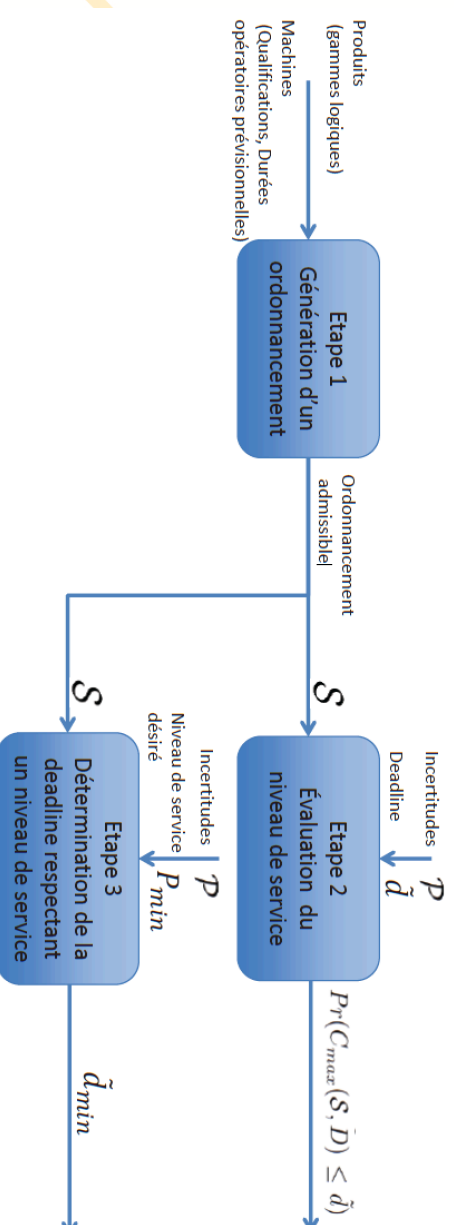 Produits
(gammes logiques)
Machines
(Qualifications, Durées
opératoires prévisionnelles)
Etape 1
Génération d'un
ordonnancement
Ordonnancement
admissible
S
Incertitudes P
Deadline d̃
Etape 2
Évaluation du
niveau de service
Pr(C_max(S, D̃) ≤ d̃)
S
Incertitudes P
Niveau de service P_min
désiré
Etape 3
Détermination de la
deadline respectant
un niveau de service
d̃_min